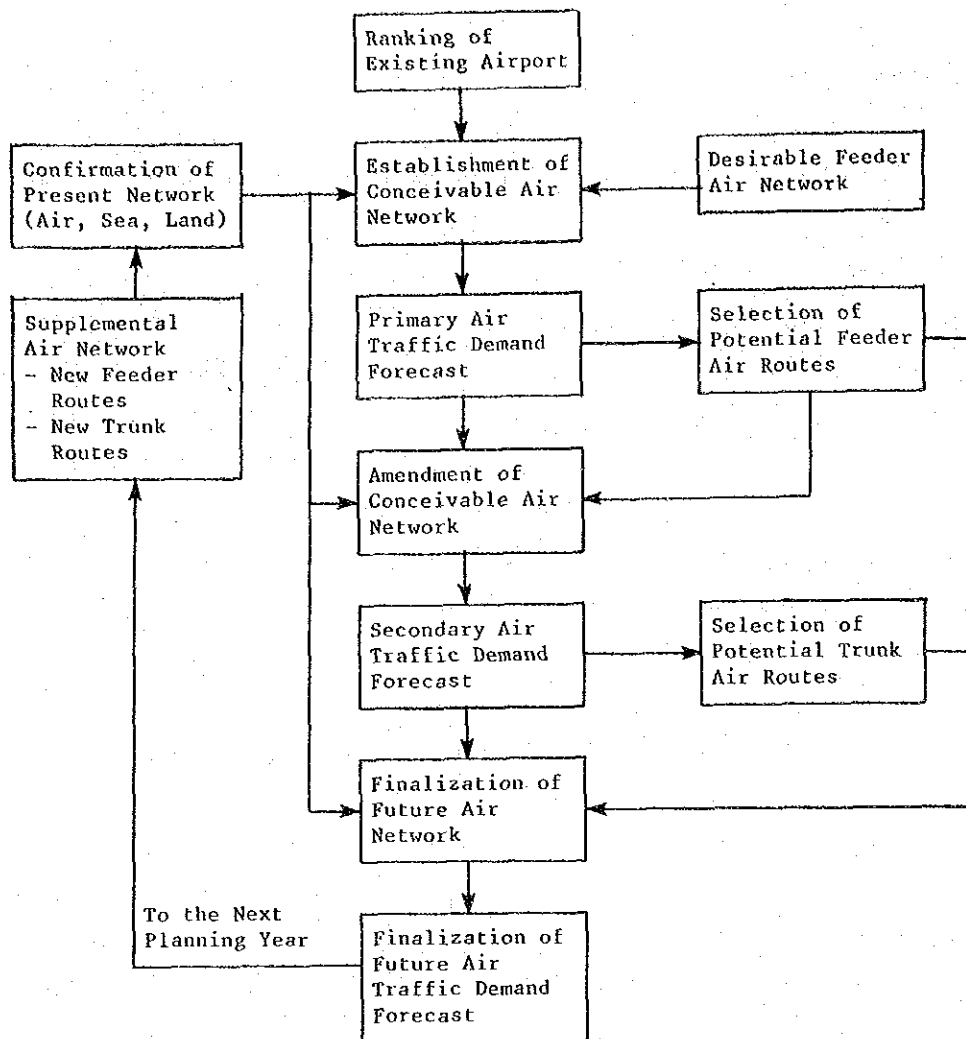 Ranking of
Existing Airport
Confirmation of
Present Network
(Air, Sea, Land)
Establishment of
Conceivable Air
Network
Desirable Feeder
Air Network
Supplemental
Air Network
- New Feeder
Routes
- New Trunk
Routes
Primary Air
Traffic Demand
Forecast
Selection of
Potential Feeder
Air Routes
Amendment of
Conceivable Air
Network
Secondary Air
Traffic Demand
Forecast
Selection of
Potential Trunk
Air Routes
Finalization of
Future Air
Network
To the Next
Planning Year
Finalization of
Future Air
Traffic Demand
Forecast